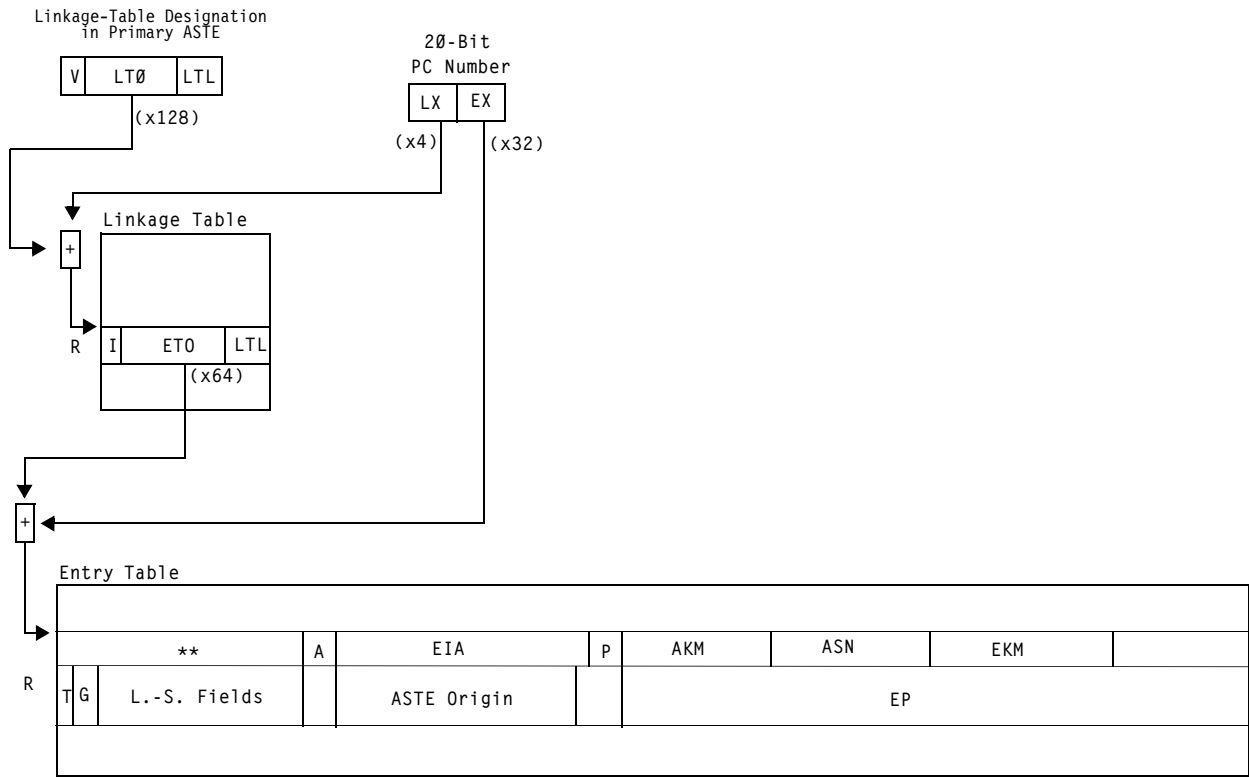 Linkage-Table Designation
in Primary ASTE
V LTØ LTL
(x128)
2Ø-Bit
PC Number
LX EX
(x4) (x32)
+
Linkage Table
R I ETO LTL
(x64)
+
Entry Table
** A EIA P AKM ASN EKM
R T G L.-S. Fields ASTE Origin EP